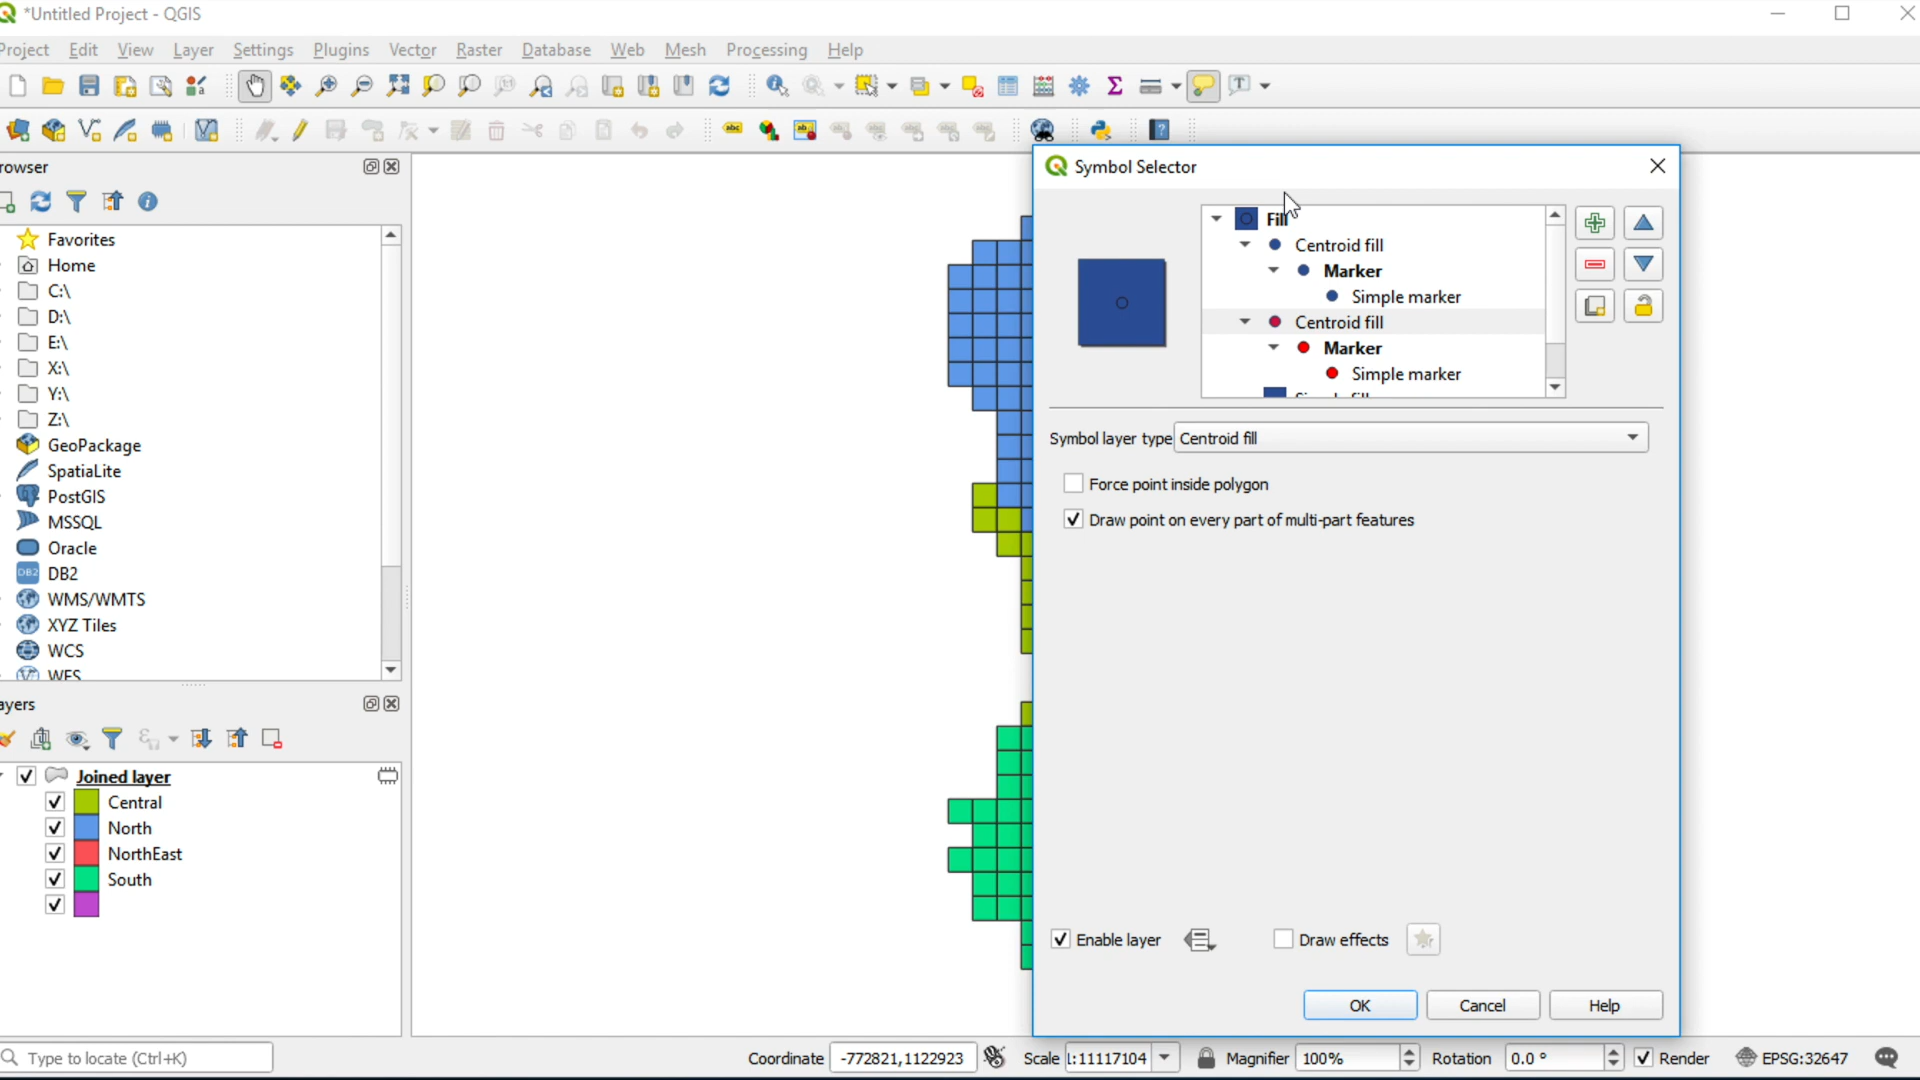 *Untitled Project - QGIS
Project Edit View Layer Settings Plugins Vector Raster Database Web Mesh Processing Help
rowser
Favorites
Home
C:\
D:\
E:\
X:\
Y:\
Z:\
GeoPackage
SpatiaLite
PostGIS
MSSQL
Oracle
DB2
WMS/WMTS
XYZ Tiles
WCS
WFS
ayers
Joined layer
Central
North
NorthEast
South
Symbol Selector
Fill
Centroid fill
Marker
Simple marker
Centroid fill
Marker
Simple marker
Symbol layer type Centroid fill
Force point inside polygon
Draw point on every part of multi-part features
Enable layer Draw effects
OK Cancel Help
Type to locate (Ctrl+K) Coordinate -772821,1122923 Scale 1:11117104 Magnifier 100% Rotation 0.0 ° Render EPSG:32647